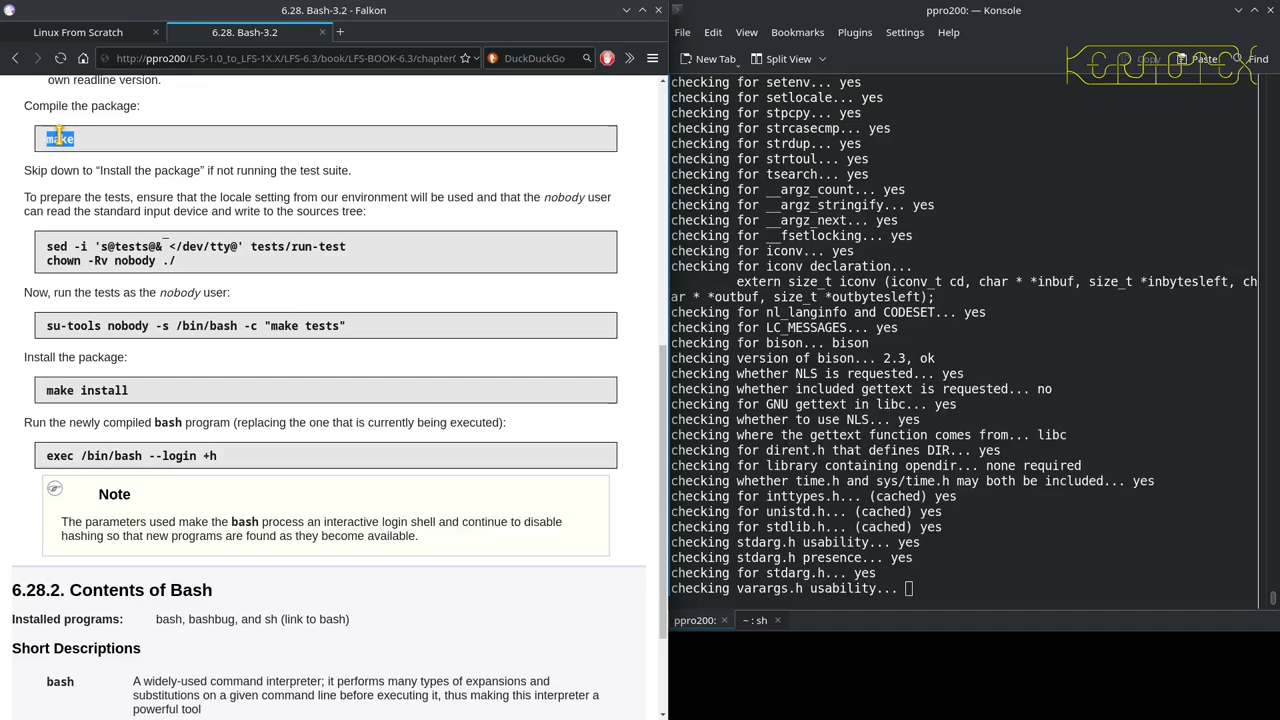 6.28. Bash-3.2 - Falkon
Linux From Scratch
6.28. Bash-3.2
http://ppro200/LFS-1.0_to_LFS-1X.X/LFS-6.3/book/LFS-BOOK-6.3/chapter0
DuckDuckGo
own readline version.
Compile the package:
make
Skip down to “Install the package” if not running the test suite.
To prepare the tests, ensure that the locale setting from our environment will be used and that the nobody user
can read the standard input device and write to the sources tree:
sed -i 's@tests@& </dev/tty@' tests/run-test
chown -Rv nobody ./
Now, run the tests as the nobody user:
su-tools nobody -s /bin/bash -c "make tests"
Install the package:
make install
Run the newly compiled bash program (replacing the one that is currently being executed):
exec /bin/bash --login +h
Note
The parameters used make the bash process an interactive login shell and continue to disable
hashing so that new programs are found as they become available.
6.28.2. Contents of Bash
Installed programs: bash, bashbug, and sh (link to bash)
Short Descriptions
bash A widely-used command interpreter; it performs many types of expansions and
substitutions on a given command line before executing it, thus making this interpreter a
powerful tool
ppro200: — Konsole
File Edit View Bookmarks Plugins Settings Help
New Tab Split View Copy Paste Find
checking for setenv... yes
checking for setlocale... yes
checking for stpcpy... yes
checking for strcasecmp... yes
checking for strdup... yes
checking for strtoul... yes
checking for tsearch... yes
checking for __argz_count... yes
checking for __argz_stringify... yes
checking for __argz_next... yes
checking for __fsetlocking... yes
checking for iconv... yes
checking for iconv declaration...
extern size_t iconv (iconv_t cd, char * *inbuf, size_t *inbytesleft, ch
ar * *outbuf, size_t *outbytesleft);
checking for nl_langinfo and CODESET... yes
checking for LC_MESSAGES... yes
checking for bison... bison
checking version of bison... 2.3, ok
checking whether NLS is requested... yes
checking whether included gettext is requested... no
checking for GNU gettext in libc... yes
checking whether to use NLS... yes
checking where the gettext function comes from... libc
checking for dirent.h that defines DIR... yes
checking for library containing opendir... none required
checking whether time.h and sys/time.h may both be included... yes
checking for inttypes.h... (cached) yes
checking for unistd.h... (cached) yes
checking for stdlib.h... (cached) yes
checking stdarg.h usability... yes
checking stdarg.h presence... yes
checking for stdarg.h... yes
checking varargs.h usability...
ppro200:
~ : sh